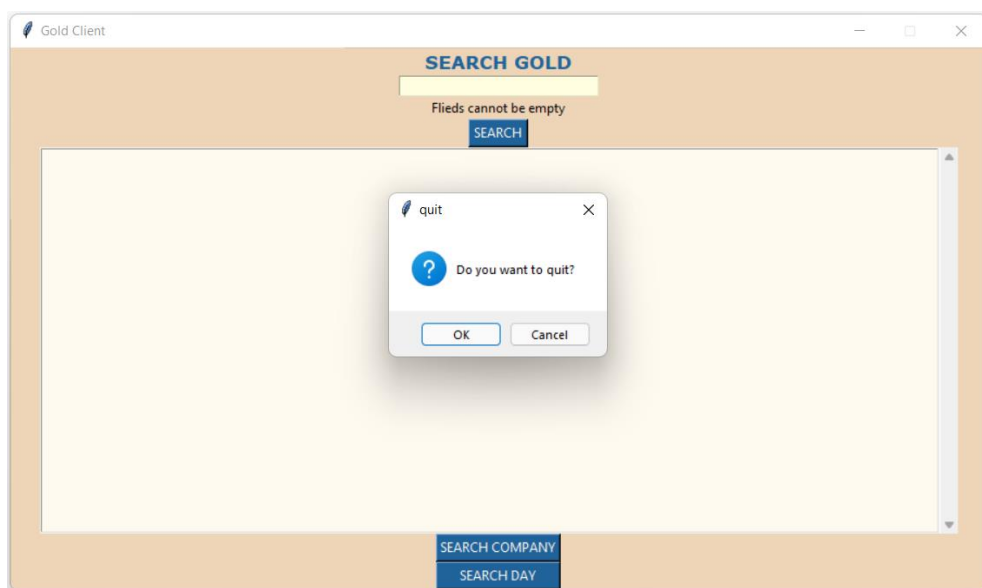 Gold Client
SEARCH GOLD
Flieds cannot be empty
SEARCH
quit
Do you want to quit?
OK Cancel
SEARCH COMPANY
SEARCH DAY